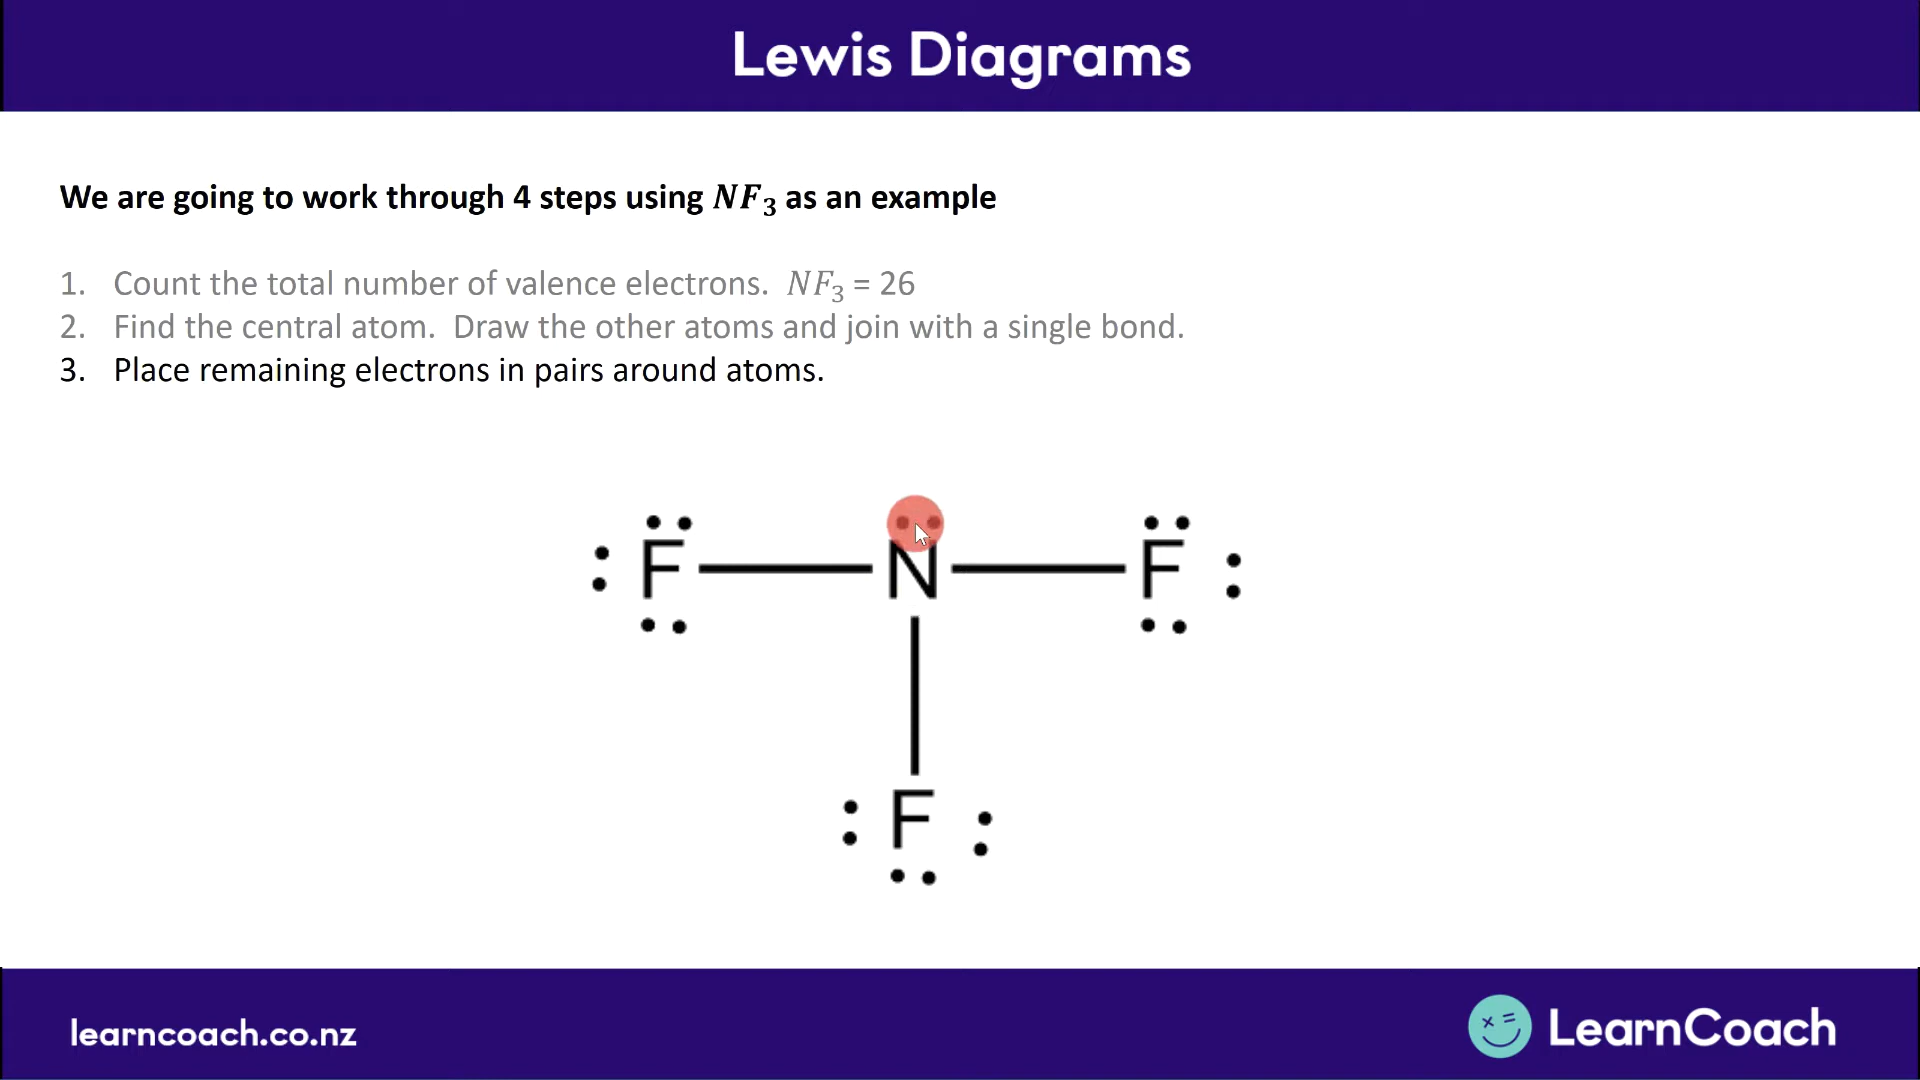 Lewis Diagrams
We are going to work through 4 steps using NF₃ as an example
1. Count the total number of valence electrons. NF₃ = 26
2. Find the central atom. Draw the other atoms and join with a single bond.
3. Place remaining electrons in pairs around atoms.
F N F
F
learncoach.co.nz
LearnCoach